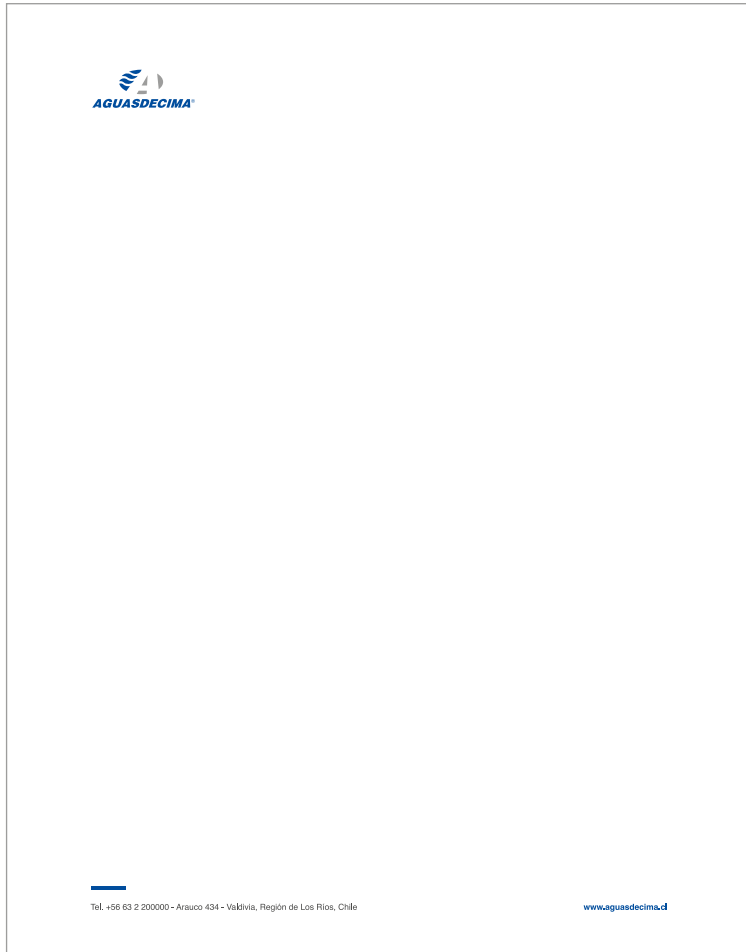 AGUASDECIMA®
Tel. +56 63 2 200000 - Arauco 434 - Valdivia, Región de Los Ríos, Chile
www.aguasdecima.cl